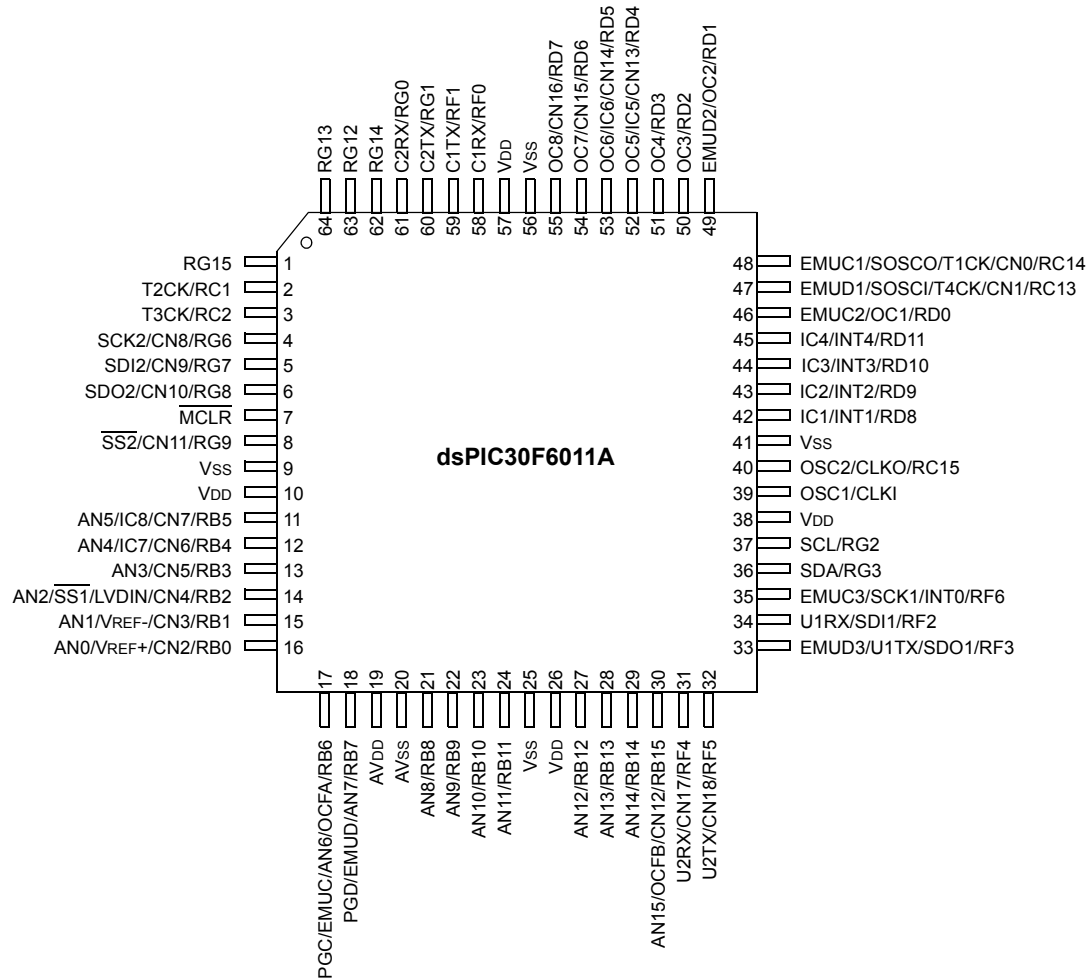 RG13
RG12
RG14
C2RX/RG0
C2TX/RG1
C1TX/RF1
C1RX/RF0
VDD
VSS
OC8/CN16/RD7
OC7/CN15/RD6
OC6/IC6/CN14/RD5
OC5/IC5/CN13/RD4
OC4/RD3
OC3/RD2
EMUD2/OC2/RD1
64 63 62 61 60 59 58 57 56 55 54 53 52 51 50 49
RG15 1
T2CK/RC1 2
T3CK/RC2 3
SCK2/CN8/RG6 4
SDI2/CN9/RG7 5
SDO2/CN10/RG8 6
MCLR 7
SS2/CN11/RG9 8
VSS 9
VDD 10
AN5/IC8/CN7/RB5 11
AN4/IC7/CN6/RB4 12
AN3/CN5/RB3 13
AN2/SS1/LVDIN/CN4/RB2 14
AN1/VREF-/CN3/RB1 15
AN0/VREF+/CN2/RB0 16
dsPIC30F6011A
48 EMUC1/SOSCO/T1CK/CN0/RC14
47 EMUD1/SOSCI/T4CK/CN1/RC13
46 EMUC2/OC1/RD0
45 IC4/INT4/RD11
44 IC3/INT3/RD10
43 IC2/INT2/RD9
42 IC1/INT1/RD8
41 VSS
40 OSC2/CLKO/RC15
39 OSC1/CLKI
38 VDD
37 SCL/RG2
36 SDA/RG3
35 EMUC3/SCK1/INT0/RF6
34 U1RX/SDI1/RF2
33 EMUD3/U1TX/SDO1/RF3
17 18 19 20 21 22 23 24 25 26 27 28 29 30 31 32
PGC/EMUC/AN6/OCFA/RB6
PGD/EMUD/AN7/RB7
AVDD
AVSS
AN8/RB8
AN9/RB9
AN10/RB10
AN11/RB11
VSS
VDD
AN12/RB12
AN13/RB13
AN14/RB14
AN15/OCFB/CN12/RB15
U2RX/CN17/RF4
U2TX/CN18/RF5